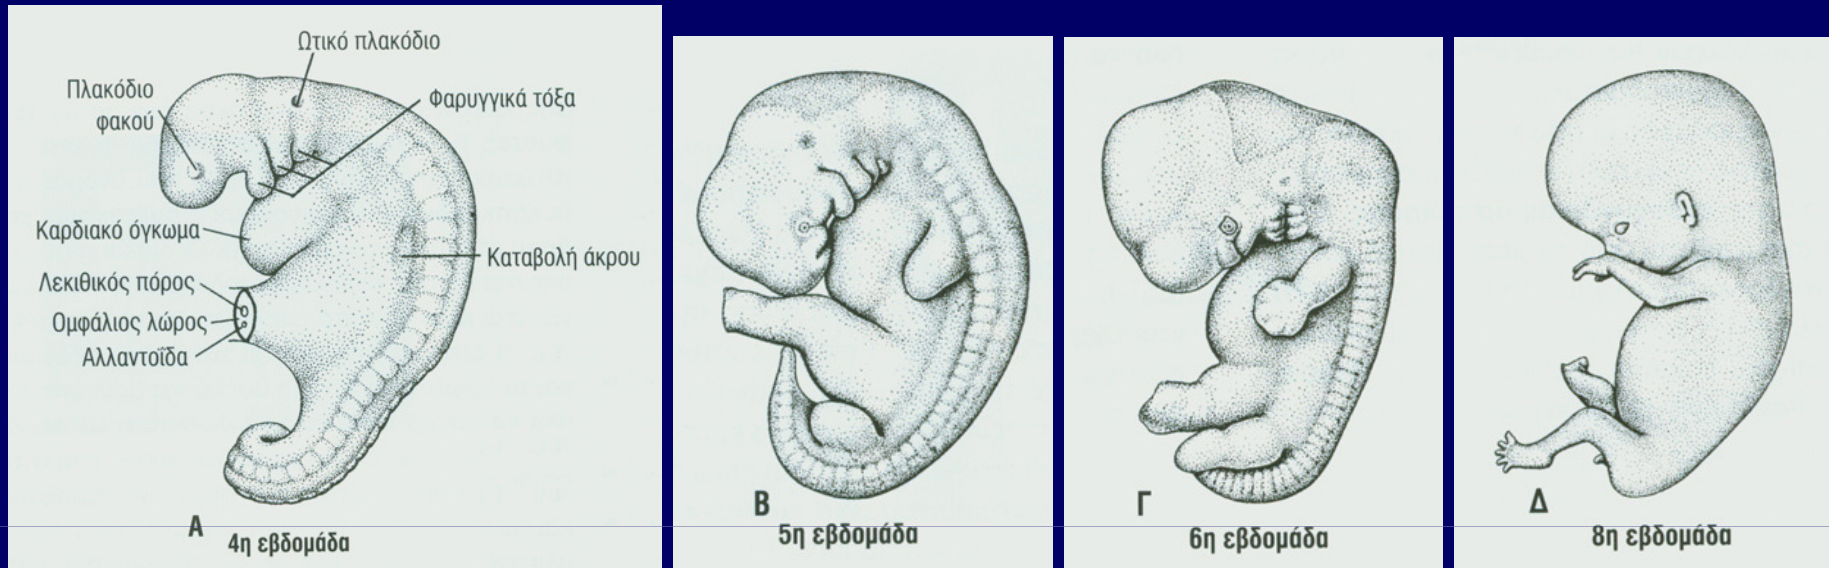 Ωτικό πλακόδιο
Πλακόδιο
φακού
Φαρυγγικά τόξα
Καρδιακό όγκωμα
Καταβολή άκρου
Λεκιθικός πόρος
Ομφάλιος λώρος
Αλλαντοΐδα
Α
4η εβδομάδα
Β
5η εβδομάδα
Γ
6η εβδομάδα
Δ
8η εβδομάδα